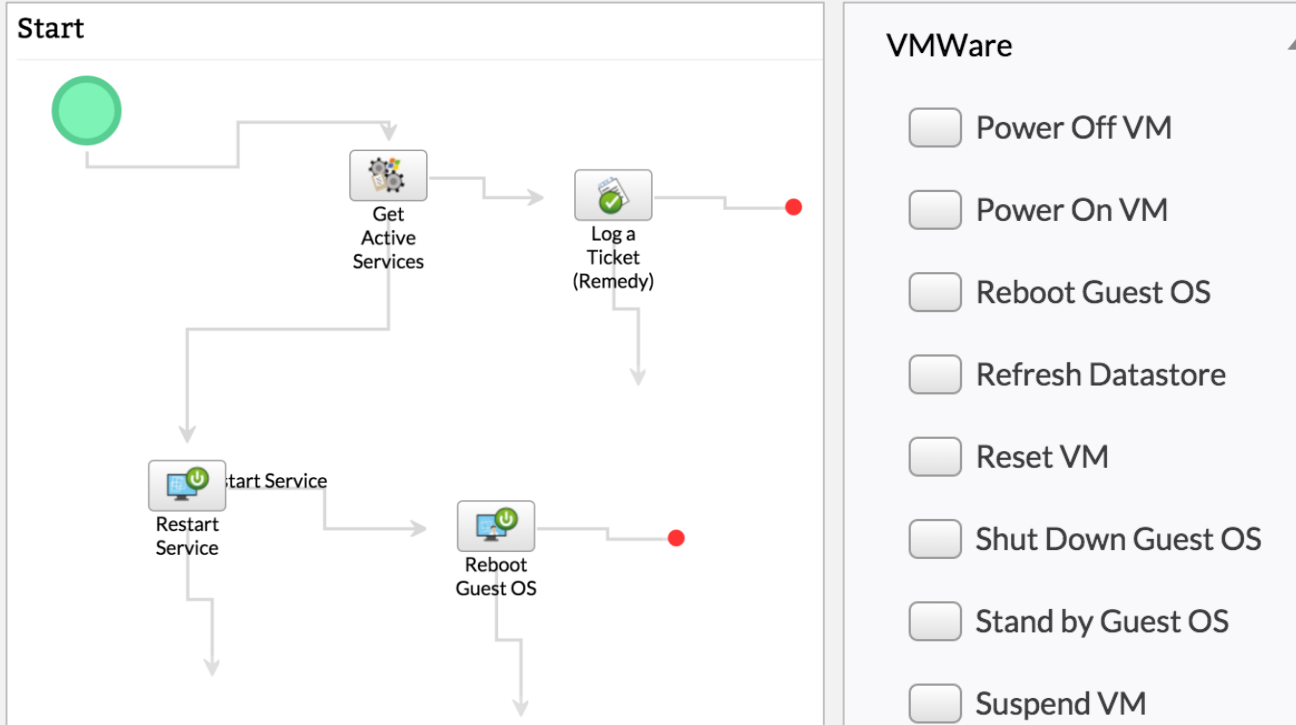 Start
Get
Active
Services
Log a
Ticket
(Remedy)
start Service
Restart
Service
Reboot
Guest OS
VMWare
Power Off VM
Power On VM
Reboot Guest OS
Refresh Datastore
Reset VM
Shut Down Guest OS
Stand by Guest OS
Suspend VM